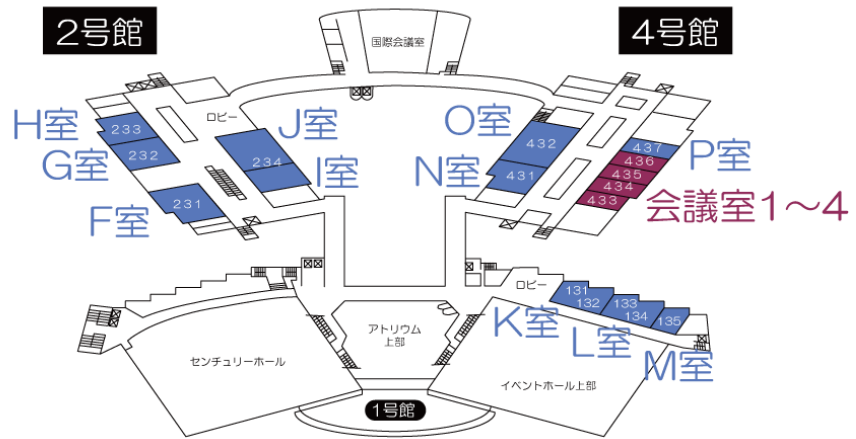 2号館
国際会議室
4号館
H室
233
G室
232
F室
231
ロビー
J室
234
I室
O室
432
N室
431
437
P室
436
435
434
433
会議室1〜4
ロビー
131
132
K室
133
134
L室
135
M室
アトリウム
上部
センチュリーホール
イベントホール上部
1号館